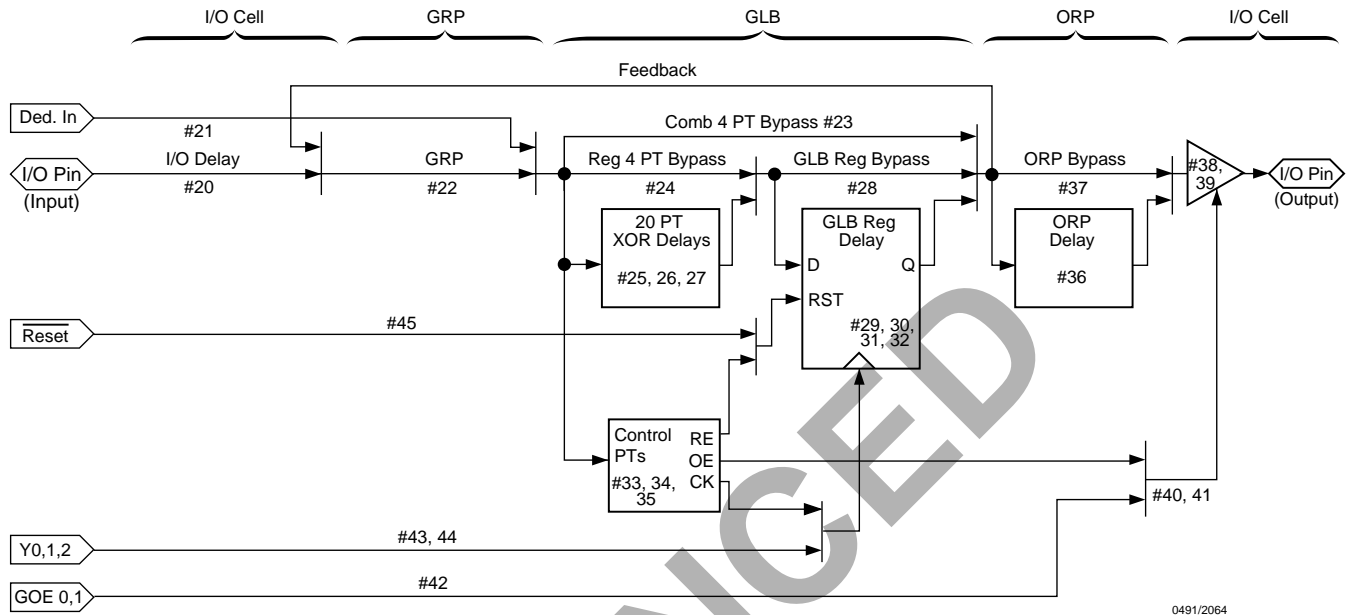 I/O Cell GRP GLB ORP I/O Cell
Feedback
Ded. In
#21
Comb 4 PT Bypass #23
I/O Pin
(Input)
I/O Delay
#20
GRP
#22
Reg 4 PT Bypass
#24
GLB Reg Bypass
#28
ORP Bypass
#37
#38,
39
I/O Pin
(Output)
20 PT
XOR Delays
#25, 26, 27
GLB Reg
Delay
D Q
RST
#29, 30,
31, 32
ORP
Delay
#36
Reset
#45
Control
PTs
#33, 34,
35
RE
OE
CK
#40, 41
Y0,1,2
#43, 44
GOE 0,1
#42
0491/2064
NCED